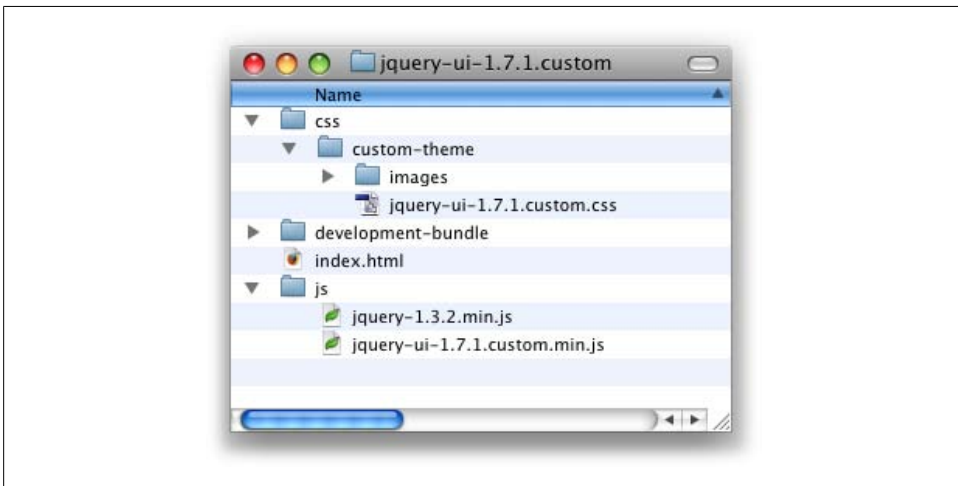 jquery-ui-1.7.1.custom
Name
css
custom-theme
images
jquery-ui-1.7.1.custom.css
development-bundle
index.html
js
jquery-1.3.2.min.js
jquery-ui-1.7.1.custom.min.js